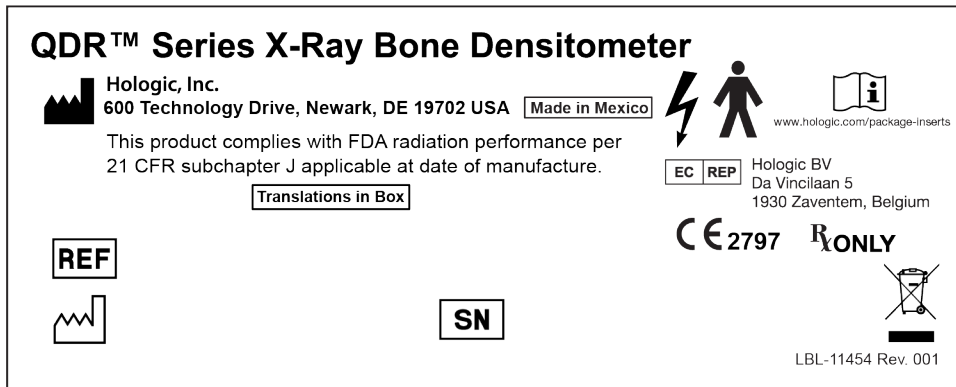 QDR™ Series X-Ray Bone Densitometer
Hologic, Inc.
600 Technology Drive, Newark, DE 19702 USA
Made in Mexico
This product complies with FDA radiation performance per
21 CFR subchapter J applicable at date of manufacture.
Translations in Box
i
www.hologic.com/package-inserts
EC REP
Hologic BV
Da Vincilaan 5
1930 Zaventem, Belgium
CE 2797
Rx ONLY
REF
SN
LBL-11454 Rev. 001